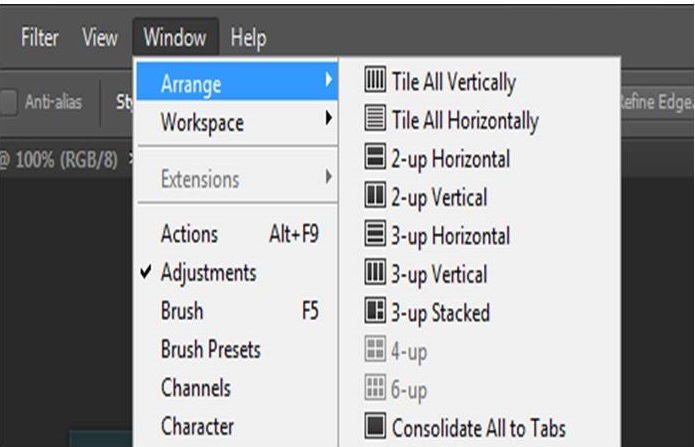 Filter View Window Help
Anti-alias
Refine Edge.
@ 100% (RGB/8)
Arrange
Workspace
Extensions
Actions Alt+F9
Adjustments
Brush F5
Brush Presets
Channels
Character
Tile All Vertically
Tile All Horizontally
2-up Horizontal
2-up Vertical
3-up Horizontal
3-up Vertical
3-up Stacked
4-up
6-up
Consolidate All to Tabs